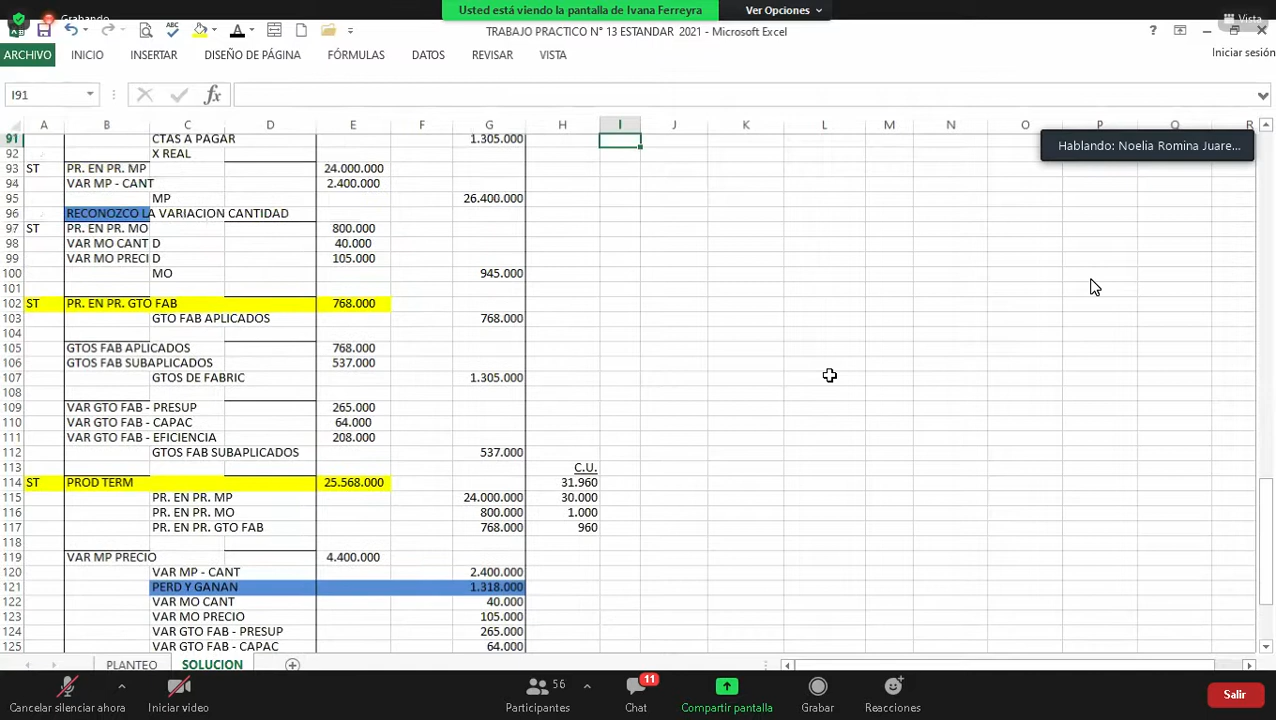 Grabando
Usted está viendo la pantalla de Ivana Ferreyra
Ver Opciones
Vista
TRABAJO PRACTICO N° 13 ESTANDAR 2021 - Microsoft Excel
ARCHIVO INICIO INSERTAR DISEÑO DE PÁGINA FÓRMULAS DATOS REVISAR VISTA
Iniciar sesión
I91 fx
A B C D E F G H I J K L M N O P Q R
Hablando: Noelia Romina Juare...
91 CTAS A PAGAR 1.305.000
92 X REAL
93 ST PR. EN PR. MP 24.000.000
94 VAR MP - CANT 2.400.000
95 MP 26.400.000
96 RECONOZCO LA VARIACION CANTIDAD
97 ST PR. EN PR. MO 800.000
98 VAR MO CANT D 40.000
99 VAR MO PRECI D 105.000
100 MO 945.000
101
102 ST PR. EN PR. GTO FAB 768.000
103 GTO FAB APLICADOS 768.000
104
105 GTOS FAB APLICADOS 768.000
106 GTOS FAB SUBAPLICADOS 537.000
107 GTOS DE FABRIC 1.305.000
108
109 VAR GTO FAB - PRESUP 265.000
110 VAR GTO FAB - CAPAC 64.000
111 VAR GTO FAB - EFICIENCIA 208.000
112 GTOS FAB SUBAPLICADOS 537.000
113 C.U.
114 ST PROD TERM 25.568.000 31.960
115 PR. EN PR. MP 24.000.000 30.000
116 PR. EN PR. MO 800.000 1.000
117 PR. EN PR. GTO FAB 768.000 960
118
119 VAR MP PRECIO 4.400.000
120 VAR MP - CANT 2.400.000
121 PERD Y GANAN 1.318.000
122 VAR MO CANT 40.000
123 VAR MO PRECIO 105.000
124 VAR GTO FAB - PRESUP 265.000
125 VAR GTO FAB - CAPAC 64.000
PLANTEO SOLUCION
56 11
Cancelar silenciar ahora Iniciar video Participantes Chat Compartir pantalla Grabar Reacciones Salir